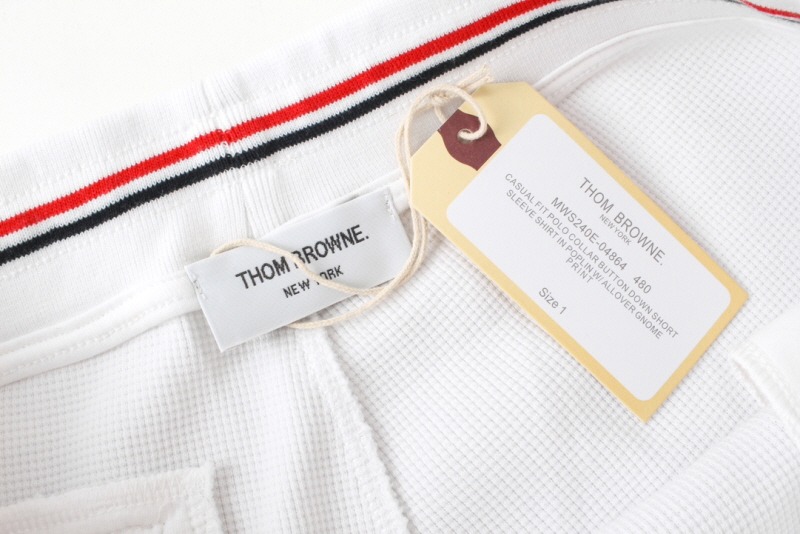 THOM BROWNE.
NEW YORK
THOM BROWNE
NEW YORK
MWS240E-04864 480
CASUAL FIT POLO COLLAR BUTTON DOWN SHORT
SLEEVE SHIRT IN POPLIN W/ ALLOVER GNOME
PRINT
Size 1